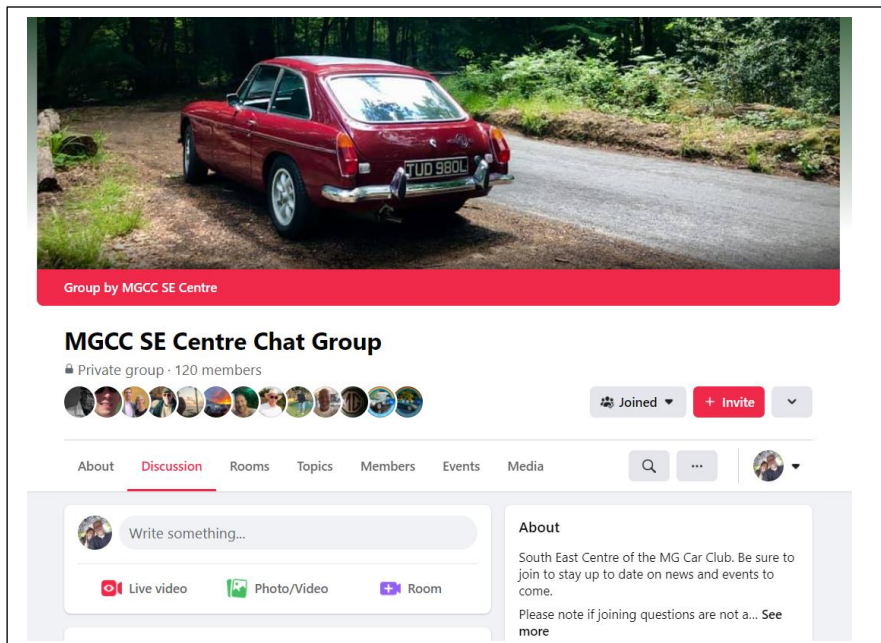 TUD 980L
Group by MGCC SE Centre
MGCC SE Centre Chat Group
Private group · 120 members
Joined
+ Invite
About
Discussion
Rooms
Topics
Members
Events
Media
...
Write something...
Live video
Photo/Video
Room
About
South East Centre of the MG Car Club. Be sure to
join to stay up to date on news and events to
come.
Please note if joining questions are not a... See
more